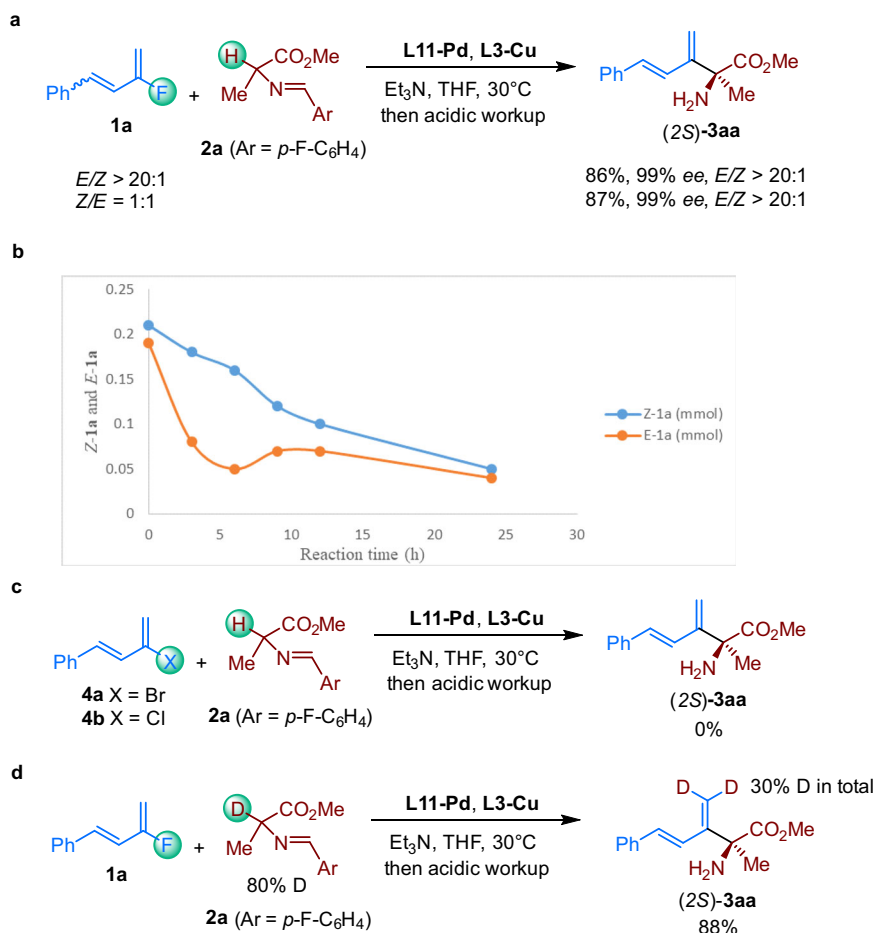 a
Ph
F
1a
+
H
CO2Me
Me
N
Ar
2a (Ar = p-F-C6H4)
L11-Pd, L3-Cu
Et3N, THF, 30°C
then acidic workup
Ph
CO2Me
H2N
Me
(2S)-3aa
E/Z > 20:1
Z/E = 1:1
86%, 99% ee, E/Z > 20:1
87%, 99% ee, E/Z > 20:1
b
Z-1a and E-1a
0.25
0.2
0.15
0.1
0.05
0
0 5 10 15 20 25 30
Reaction time (h)
Z-1a (mmol)
E-1a (mmol)
c
Ph
X
4a X = Br
4b X = Cl
+
H
CO2Me
Me
N
Ar
2a (Ar = p-F-C6H4)
L11-Pd, L3-Cu
Et3N, THF, 30°C
then acidic workup
Ph
CO2Me
H2N
Me
(2S)-3aa
0%
d
Ph
F
1a
+
D
CO2Me
Me
N
Ar
80% D
2a (Ar = p-F-C6H4)
L11-Pd, L3-Cu
Et3N, THF, 30°C
then acidic workup
D D 30% D in total
Ph
CO2Me
H2N
Me
(2S)-3aa
88%